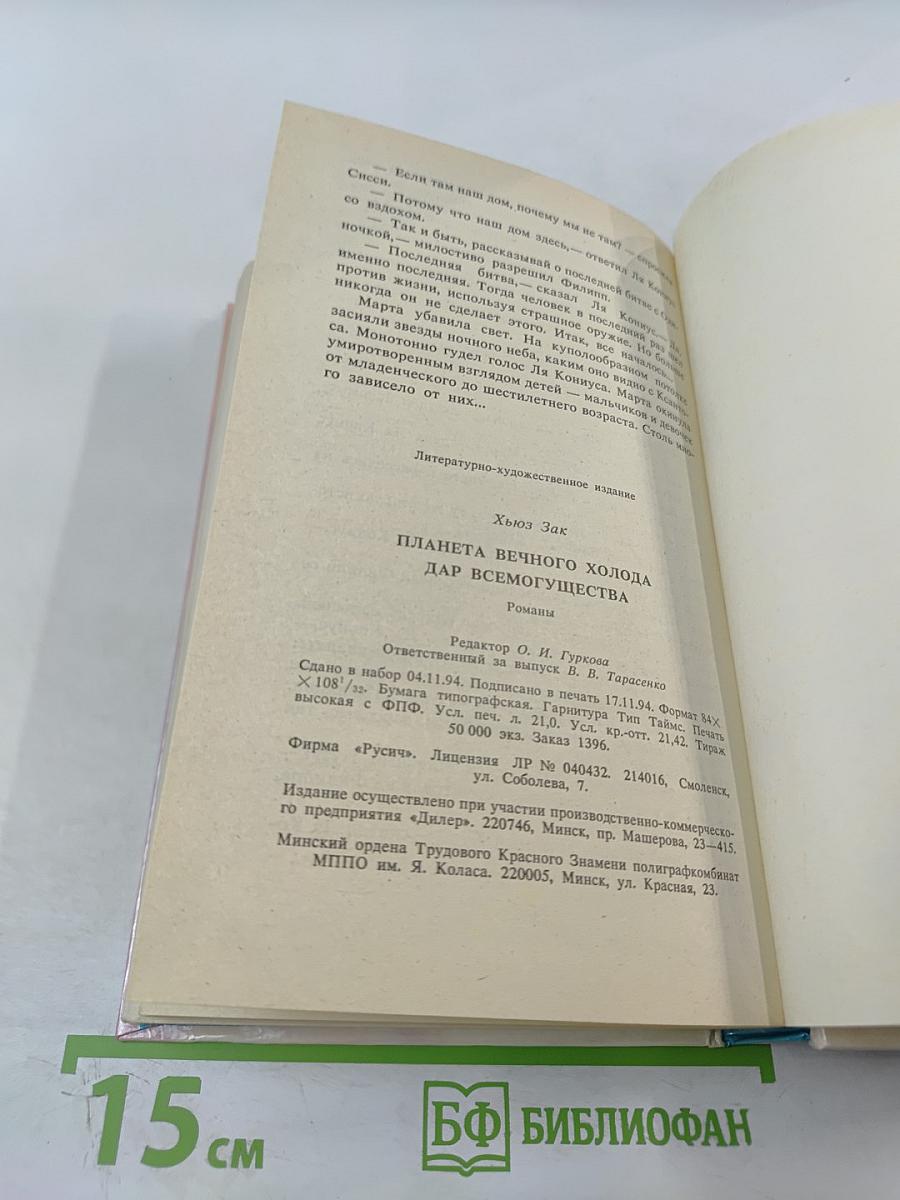 — Если там наш дом, почему мы не там? — спросила
Сисси.
— Потому что наш дом здесь,— ответил Ля Кониус
со вздохом.
— Так и быть, рассказывай о последней битве с Оди-
ночкой,— милостиво разрешил Филипп.
— Последняя битва,— сказал Ля Кониус.— Да,
именно последняя. Тогда человек в последний раз шел
против жизни, используя страшное оружие. Но больше
никогда он не сделает этого. Итак, все началось...
Марта убавила свет. На куполообразном потолке
засияли звезды ночного неба, каким оно видно с
са. Монотонно гудел голос Ля Кониуса. Марта окинула
умиротворенным взглядом детей — мальчиков и девочек
от младенческого до шестилетнего возраста. Столь мно-
го зависело от них...
Литературно-художественное издание
Хьюз Зак
ПЛАНЕТА ВЕЧНОГО ХОЛОДА
ДАР ВСЕМОГУЩЕСТВА
Романы
Редактор О. И. Гуркова
Ответственный за выпуск В. В. Тарасенко
Сдано в набор 04.11.94. Подписано в печать 17.11.94. Формат 84×
×108¹/₃₂. Бумага типографская. Гарнитура Тип Таймс. Печать
высокая с ФПФ. Усл. печ. л. 21,0. Усл. кр.-отт. 21,42. Тираж
50 000 экз. Заказ 1396.
Фирма «Русич». Лицензия ЛР № 040432. 214016, Смоленск,
ул. Соболева, 7.
Издание осуществлено при участии производственно-коммерческо-
го предприятия «Дилер». 220746, Минск, пр. Машерова, 23—415.
Минский ордена Трудового Красного Знамени полиграфкомбинат
МППО им. Я. Коласа. 220005, Минск, ул. Красная, 23.
15 см
БФ БИБЛИОФАН